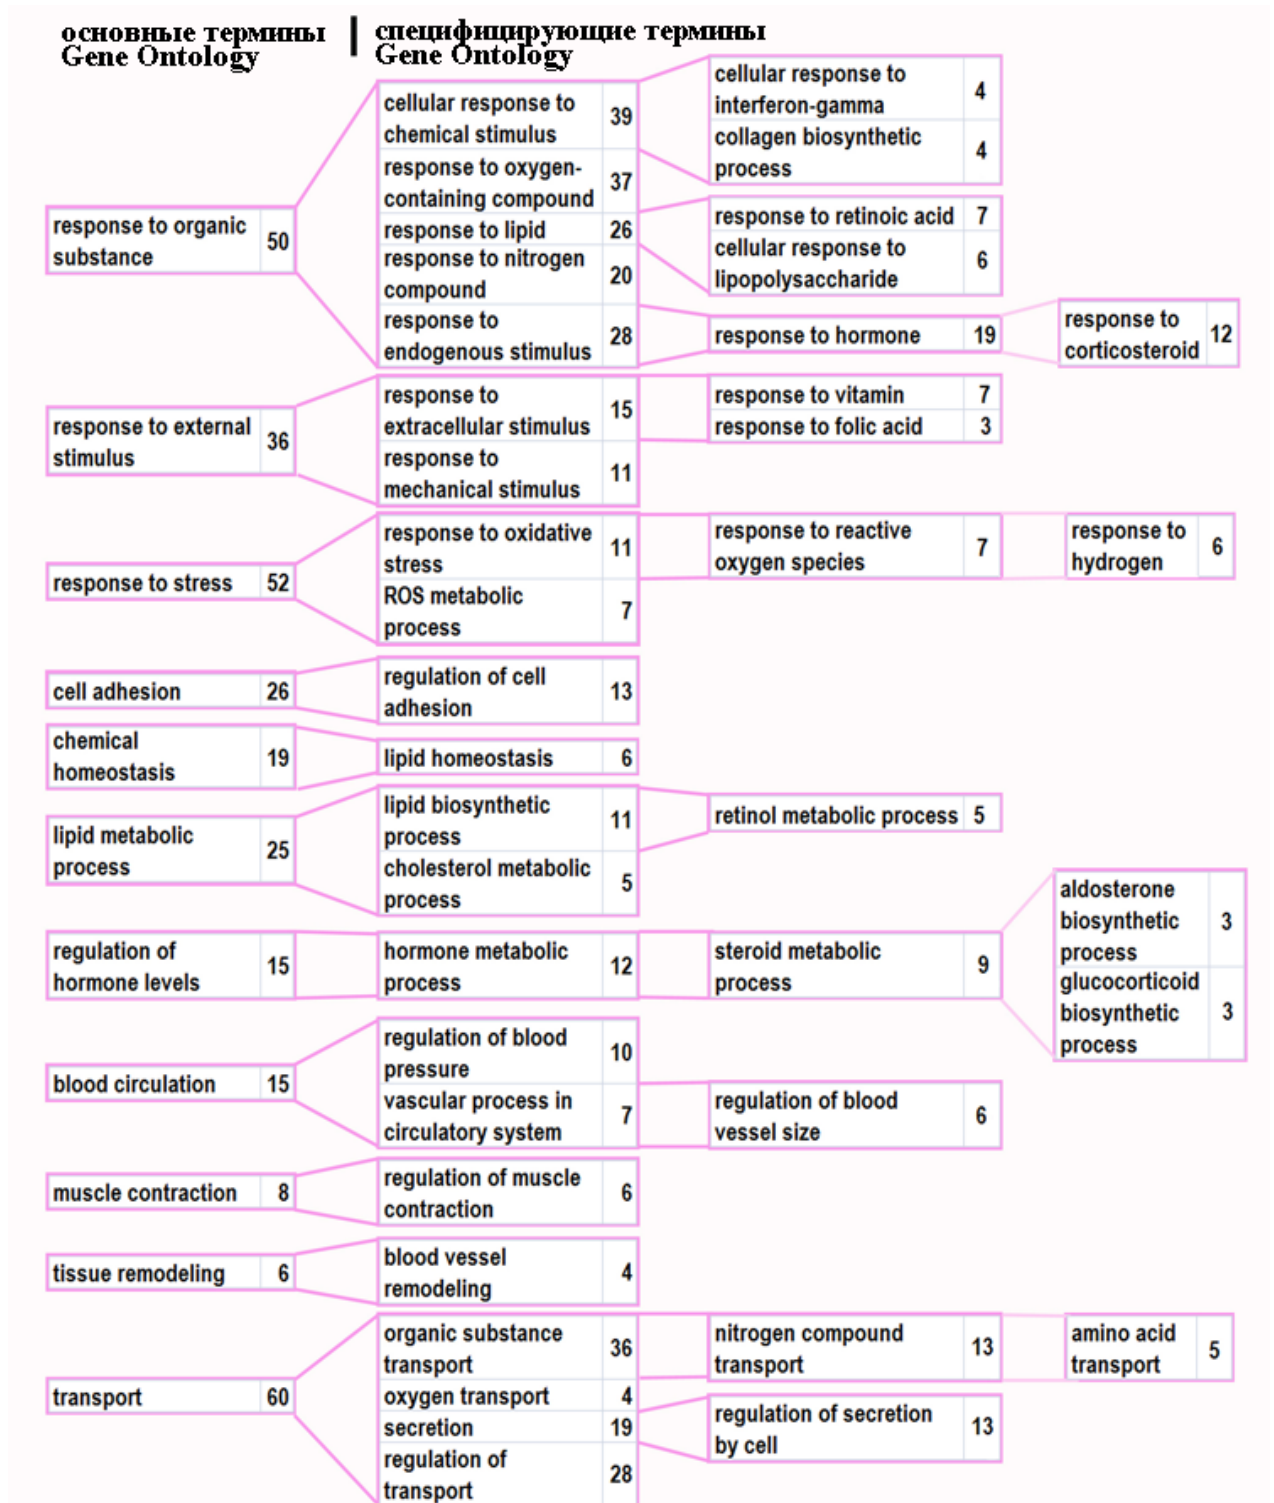 основные термины
Gene Ontology
специфицирующие термины
Gene Ontology
response to organic
substance
50
cellular response to
chemical stimulus
39
response to oxygen-
containing compound
37
response to lipid
26
response to nitrogen
compound
20
response to
endogenous stimulus
28
cellular response to
interferon-gamma
4
collagen biosynthetic
process
4
response to retinoic acid
7
cellular response to
lipopolysaccharide
6
response to hormone
19
response to
corticosteroid
12
response to external
stimulus
36
response to
extracellular stimulus
15
response to
mechanical stimulus
11
response to vitamin
7
response to folic acid
3
response to stress
52
response to oxidative
stress
11
ROS metabolic
process
7
response to reactive
oxygen species
7
response to
hydrogen
6
cell adhesion
26
regulation of cell
adhesion
13
chemical
homeostasis
19
lipid homeostasis
6
lipid metabolic
process
25
lipid biosynthetic
process
11
cholesterol metabolic
process
5
retinol metabolic process
5
regulation of
hormone levels
15
hormone metabolic
process
12
steroid metabolic
process
9
aldosterone
biosynthetic
process
3
glucocorticoid
biosynthetic
process
3
blood circulation
15
regulation of blood
pressure
10
vascular process in
circulatory system
7
regulation of blood
vessel size
6
muscle contraction
8
regulation of muscle
contraction
6
tissue remodeling
6
blood vessel
remodeling
4
transport
60
organic substance
transport
36
oxygen transport
4
secretion
19
regulation of
transport
28
nitrogen compound
transport
13
amino acid
transport
5
regulation of secretion
by cell
13